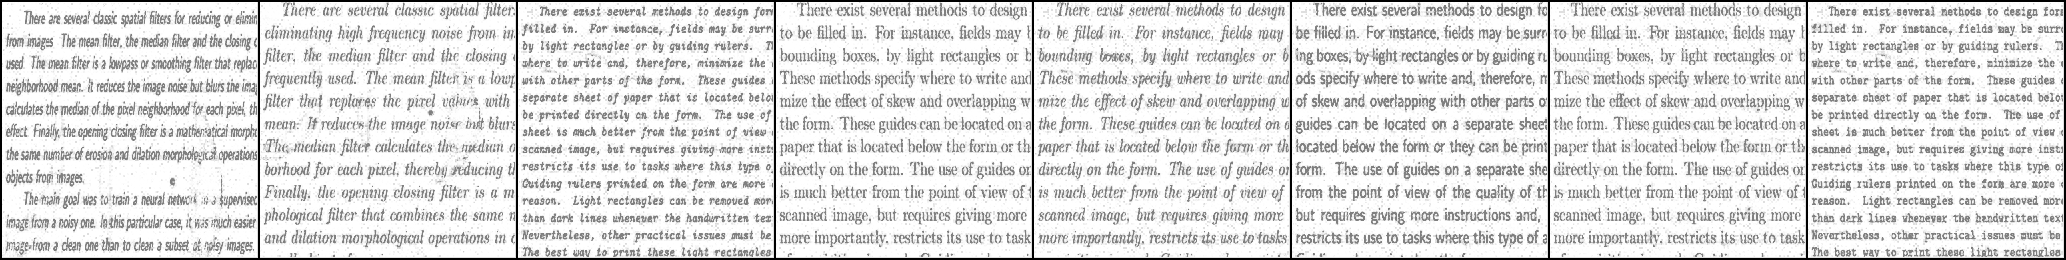 There are several classic spatial filters for reducing or elimin
from images The mean filter, the median filter and the closing
used. The mean filter is a lowpass or smoothing filter that replac
neighborhood mean. It reduces the image noise but blurs the ima
calculates the median of the pixel neighborhood for each pixel, th
effect. Finally, the opening closing filter is a mathematical morpho
the same number of erosion and dilation morphological operations
objects from images.
The main goal was to train a neural network in a supervised
image from a noisy one. In this particular case, it was much easier
image from a clean one than to clean a subset of noisy images.
There are several classic spatial filter
eliminating high frequency noise from im
filter, the median filter and the closing
frequently used. The mean filter is a lowp
filter that replaces the pixel values with
mean. It reduces the image noise but blurs
The median filter calculates the median o
borhood for each pixel, thereby reducing th
Finally, the opening closing filter is a m
phological filter that combines the same n
and dilation morphological operations in
There exist several methods to design form
filled in. For instance, fields may be surr
by light rectangles or by guiding rulers. T
where to write and, therefore, minimize the
with other parts of the form. These guides
separate sheet of paper that is located belo
be printed directly on the form. The use of
sheet is much better from the point of view
scanned image, but requires giving more inst
restricts its use to tasks where this type o
Guiding rulers printed on the form are more
reason. Light rectangles can be removed mor
than dark lines whenever the handwritten tex
Nevertheless, other practical issues must be
The best way to print these light rectangles
There exist several methods to design
to be filled in. For instance, fields may b
bounding boxes, by light rectangles or b
These methods specify where to write and
mize the effect of skew and overlapping w
the form. These guides can be located on a
paper that is located below the form or th
directly on the form. The use of guides or
is much better from the point of view of t
scanned image, but requires giving more
more importantly, restricts its use to task
There exist several methods to design
to be filled in. For instance, fields may
bounding boxes, by light rectangles or b
These methods specify where to write and
mize the effect of skew and overlapping w
the form. These guides can be located on a
paper that is located below the form or th
directly on the form. The use of guides on
is much better from the point of view of
scanned image, but requires giving more
more importantly, restricts its use to tasks
There exist several methods to design fo
be filled in. For instance, fields may be surr
ing boxes, by light rectangles or by guiding ru
ods specify where to write and, therefore, m
of skew and overlapping with other parts o
guides can be located on a separate sheet
located below the form or they can be print
form. The use of guides on a separate she
from the point of view of the quality of th
but requires giving more instructions and,
restricts its use to tasks where this type of a
There exist several methods to design
to be filled in. For instance, fields may b
bounding boxes, by light rectangles or b
These methods specify where to write and
mize the effect of skew and overlapping w
the form. These guides can be located on a
paper that is located below the form or th
directly on the form. The use of guides or
is much better from the point of view of t
scanned image, but requires giving more
more importantly, restricts its use to task
There exist several methods to design form
filled in. For instance, fields may be surro
by light rectangles or by guiding rulers. Th
where to write and, therefore, minimize the
with other parts of the form. These guides
separate sheet of paper that is located belo
be printed directly on the form. The use of
sheet is much better from the point of view
scanned image, but requires giving more insti
restricts its use to tasks where this type o
Guiding rulers printed on the form are more
reason. Light rectangles can be removed more
than dark lines whenever the handwritten text
Nevertheless, other practical issues must be
The best way to print these light rectangles